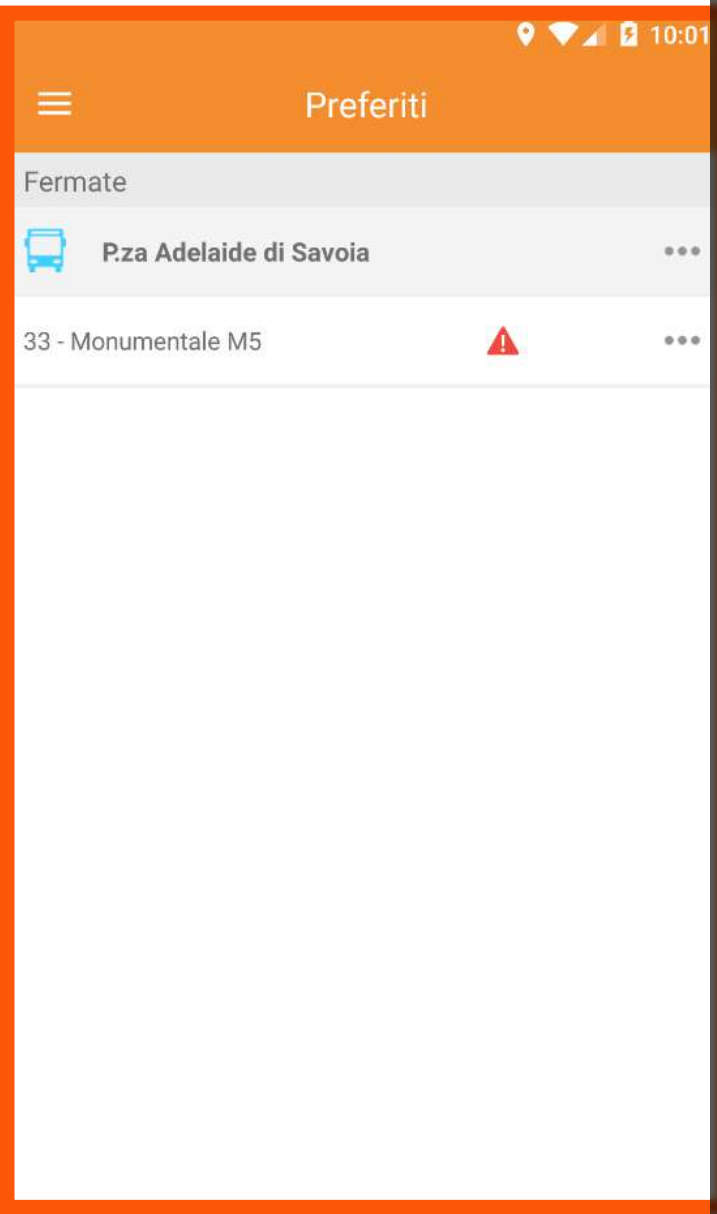 10:01
Preferiti
Fermate
P.za Adelaide di Savoia
33 - Monumentale M5